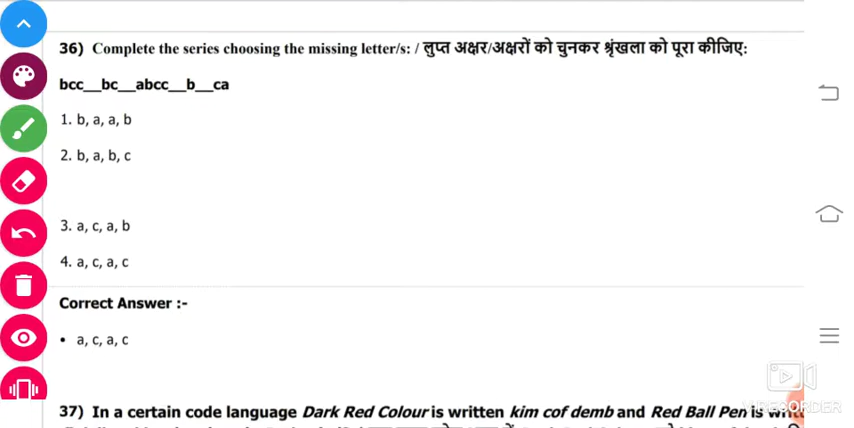 36) Complete the series choosing the missing letter/s: / लुप्त अक्षर/अक्षरों को चुनकर श्रृंखला को पूरा कीजिए:
bcc__bc__abcc__b__ca
1. b, a, a, b
2. b, a, b, c
3. a, c, a, b
4. a, c, a, c
Correct Answer :-
• a, c, a, c
VIDEO RECORDER
37) In a certain code language Dark Red Colour is written kim cof demb and Red Ball Pen is